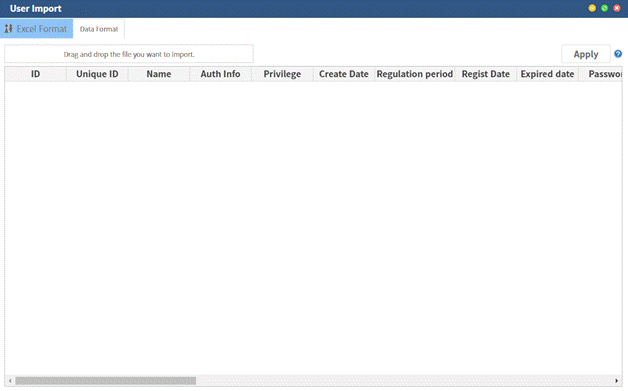 User Import
Excel Format Data Format
Drag and drop the file you want to import. Apply
ID Unique ID Name Auth Info Privilege Create Date Regulation period Regist Date Expired date Passwor